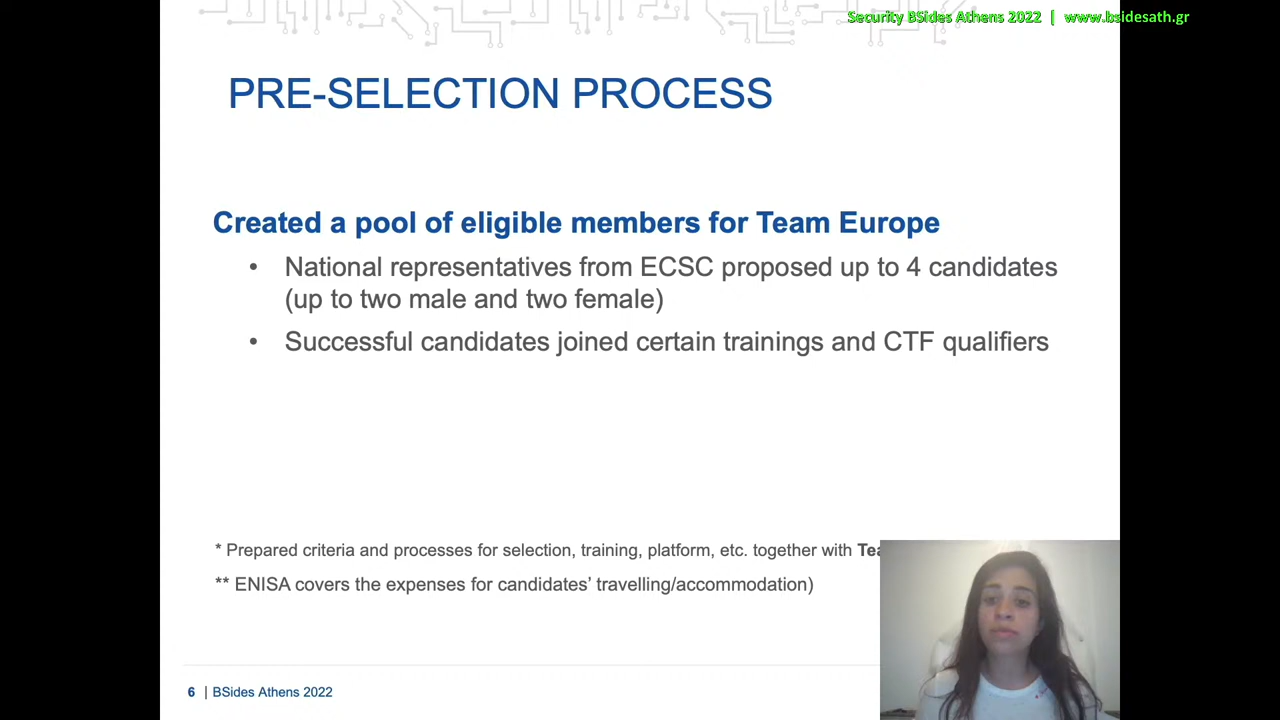 Security BSides Athens 2022 | www.bsidesath.gr
PRE-SELECTION PROCESS
Created a pool of eligible members for Team Europe
• National representatives from ECSC proposed up to 4 candidates
(up to two male and two female)
• Successful candidates joined certain trainings and CTF qualifiers
* Prepared criteria and processes for selection, training, platform, etc. together with
** ENISA covers the expenses for candidates’ travelling/accommodation)
6 | BSides Athens 2022